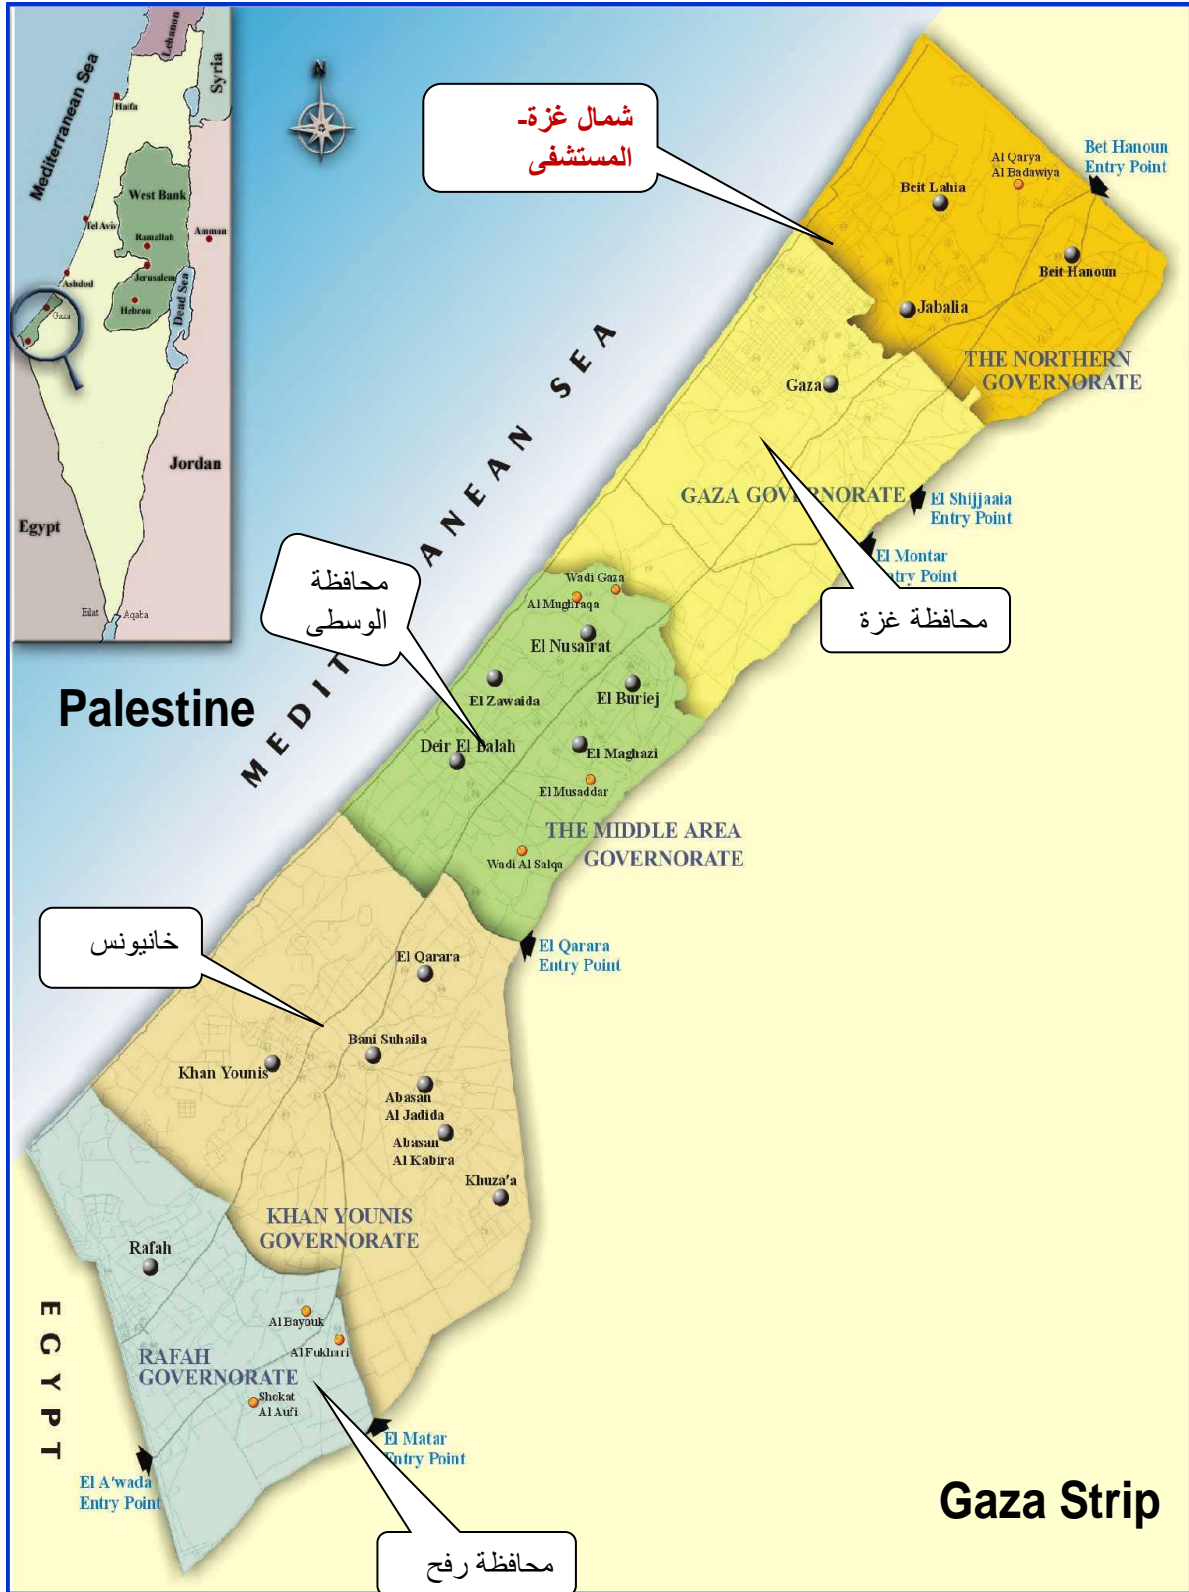 Lebanon
Syria
Mediterranean Sea
Haifa
West Bank
Tel Aviv
Ramallah
Amman
Jerusalem
Ashdod
Hebron
Dead Sea
Gaza
Jordan
Egypt
Eilat
Aqaba
N
شمال غزة-
المستشفى
Bet Hanoun
Entry Point
Al Qarya
Al Badawiya
Beit Lahia
Beit Hanoun
Jabalia
THE NORTHERN
GOVERNORATE
Gaza
GAZA GOVERNORATE
El Shijjaaia
Entry Point
El Montar
Entry Point
محافظة غزة
محافظة
الوسطى
Wadi Gaza
Al Mughraqa
El Nusairat
El Zawaida
El Buriej
Deir El Balah
El Maghazi
El Musaddar
THE MIDDLE AREA
GOVERNORATE
Wadi Al Salqa
Palestine
MEDIT ANEAN SEA
خانيونس
El Qarara
Entry Point
El Qarara
Bani Suhaila
Khan Younis
Abasan
Al Jadida
Abasan
Al Kabira
Khuza'a
KHAN YOUNIS
GOVERNORATE
Rafah
EGYPT
Al Bayouk
Al Fukhari
RAFAH
GOVERNORATE
Shokat
Al Aufi
El Matar
Entry Point
El A'wada
Entry Point
Gaza Strip
محافظة رفح